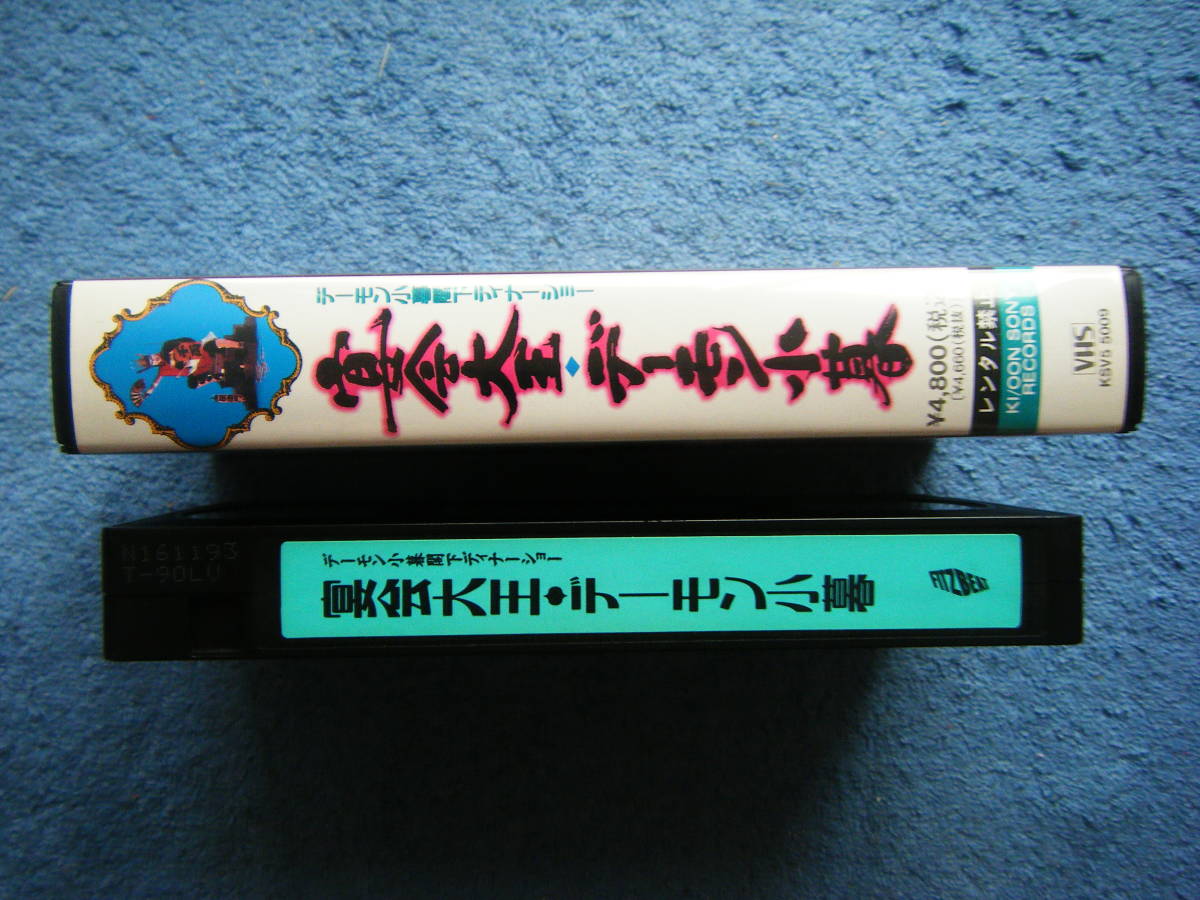 デーモン小暮閣下ディナーショー
宴会大王◆デーモン小暮
¥4,800(税込
(¥4,660(税抜)
レンタル禁止
KI/OON SONY
RECORDS
VHS
KSV5 5009
N161193
T-90LV
デーモン小暮閣下ディナーショー
宴会大王●デーモン小暮
FITZBEAT